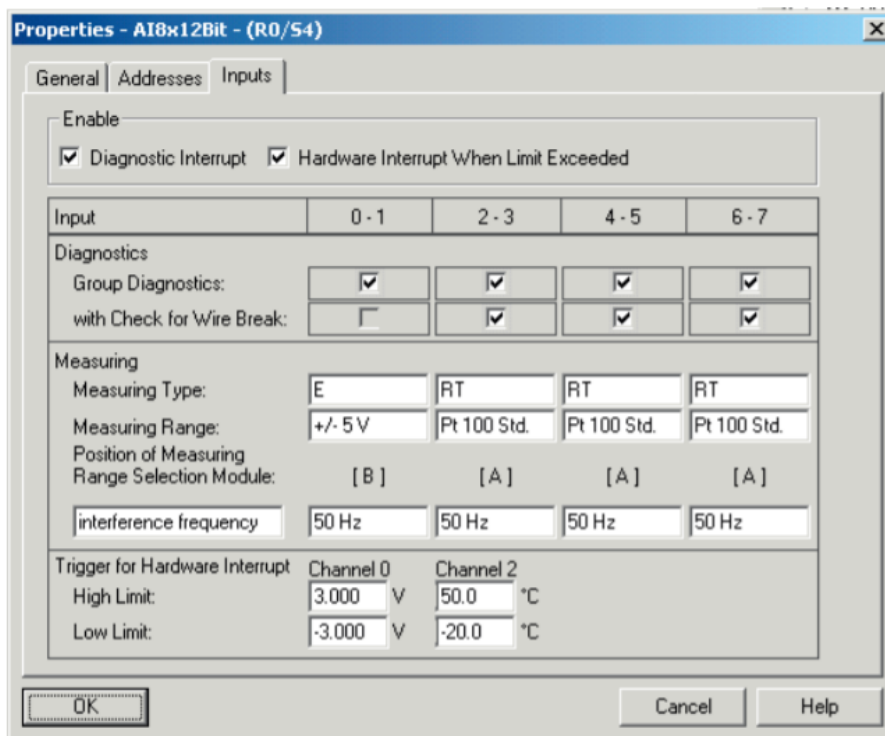 Properties - AI8x12Bit - (R0/S4)
General Addresses Inputs
Enable
Diagnostic Interrupt Hardware Interrupt When Limit Exceeded
Input 0 - 1 2 - 3 4 - 5 6 - 7
Diagnostics
Group Diagnostics:
with Check for Wire Break:
Measuring
Measuring Type: E RT RT RT
Measuring Range: +/- 5 V Pt 100 Std. Pt 100 Std. Pt 100 Std.
Position of Measuring
Range Selection Module: [ B ] [ A ] [ A ] [ A ]
interference frequency 50 Hz 50 Hz 50 Hz 50 Hz
Trigger for Hardware Interrupt Channel 0 Channel 2
High Limit: 3.000 V 50.0 °C
Low Limit: -3.000 V -20.0 °C
OK Cancel Help